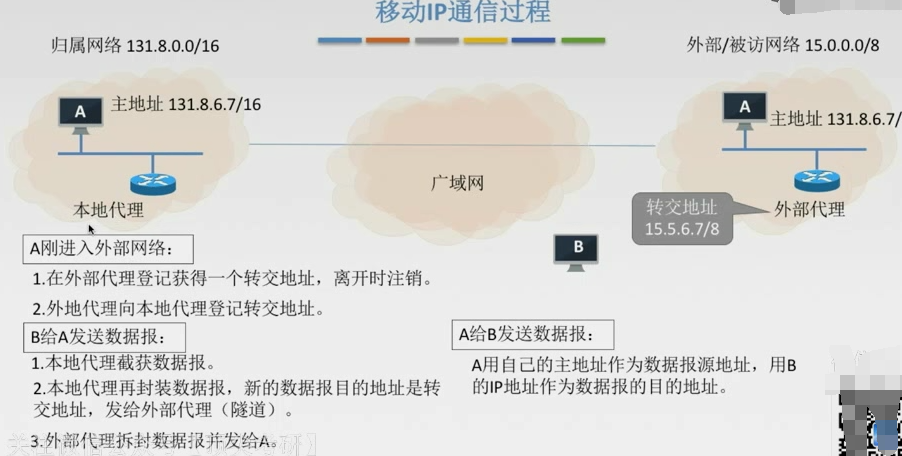 移动IP通信过程
归属网络 131.8.0.0/16
外部/被访网络 15.0.0.0/8
A
主地址 131.8.6.7/16
A
主地址 131.8.6.7/
广域网
本地代理
转交地址
15.5.6.7/8
外部代理
B
A刚进入外部网络：
1.在外部代理登记获得一个转交地址，离开时注销。
2.外地代理向本地代理登记转交地址。
B给A发送数据报：
1.本地代理截获数据报。
2.本地代理再封装数据报，新的数据报目的地址是转
交地址，发给外部代理（隧道）。
3.外部代理拆封数据报并发给A。
A给B发送数据报：
A用自己的主地址作为数据报源地址，用B
的IP地址作为数据报的目的地址。